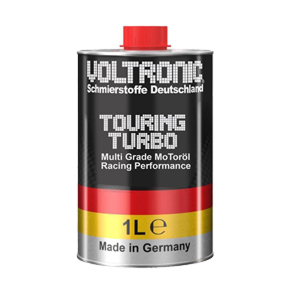 VOLTRONIC
Schmierstoffe Deutschland
TOURING
TURBO
Multi Grade MoToröl
Racing Performance
1L ℮
Made in Germany